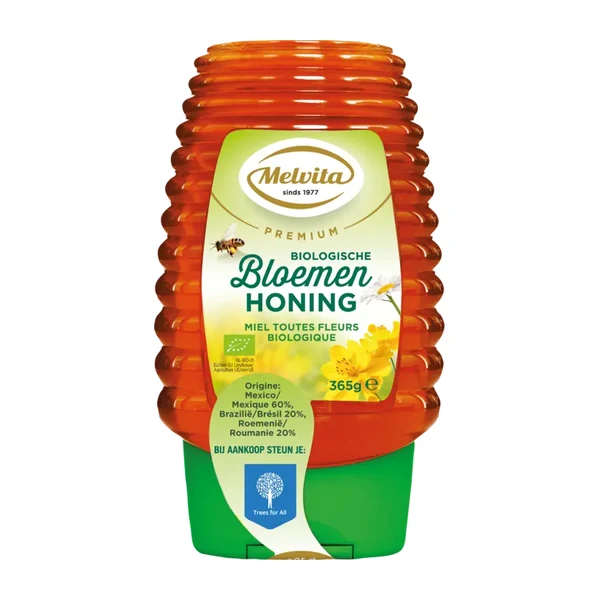 Melvita
sinds 1977
PREMIUM
BIOLOGISCHE
Bloemen
HONING
MIEL TOUTES FLEURS
BIOLOGIQUE
365g e
Origine:
Mexico/
Mexique 60%,
Brazilië/Brésil 20%,
Roemenië/
Roumanie 20%
BIJ AANKOOP STEUN JE:
Trees for All